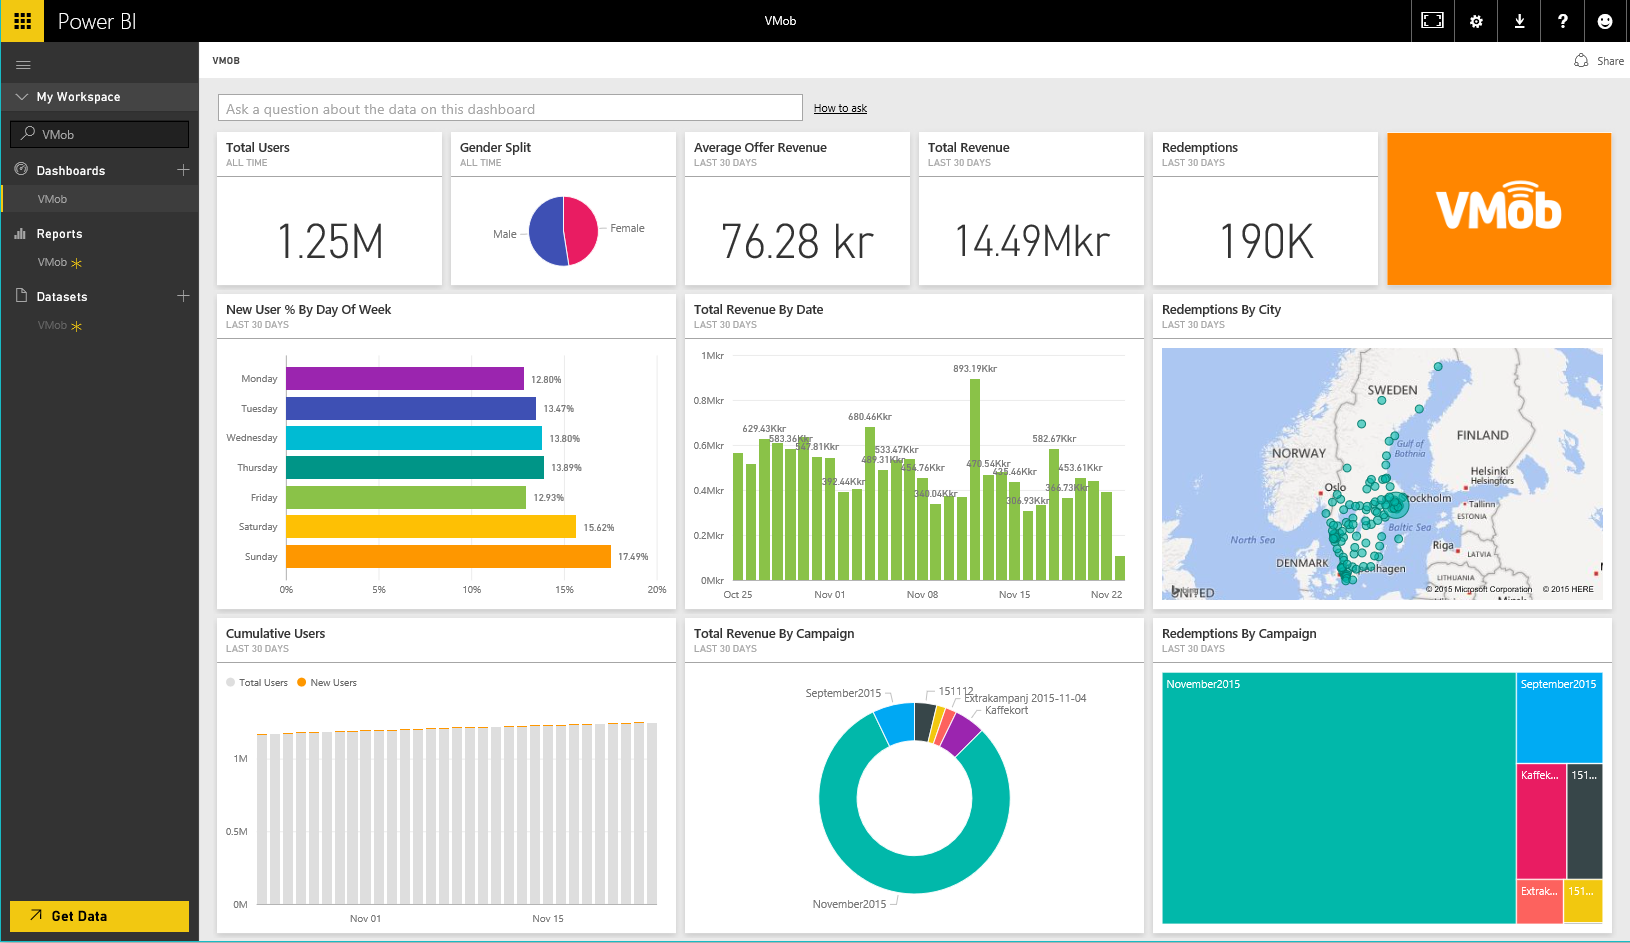 Power BI
VMob
VMOB
Share
My Workspace
VMob
Dashboards
VMob
Reports
VMob
Datasets
VMob
Get Data
Ask a question about the data on this dashboard
How to ask
Total Users
ALL TIME
1.25M
Gender Split
ALL TIME
Male
Female
Average Offer Revenue
LAST 30 DAYS
76.28 kr
Total Revenue
LAST 30 DAYS
14.49Mkr
Redemptions
LAST 30 DAYS
190K
VMob
New User % By Day Of Week
LAST 30 DAYS
Monday
12.80%
Tuesday
13.47%
Wednesday
13.80%
Thursday
13.89%
Friday
12.93%
Saturday
15.62%
Sunday
17.49%
0%
5%
10%
15%
20%
Total Revenue By Date
LAST 30 DAYS
1Mkr
0.8Mkr
0.6Mkr
0.4Mkr
0.2Mkr
0Mkr
629.43Kkr
583.36Kkr
547.81Kkr
392.44Kkr
680.46Kkr
489.31Kkr
533.47Kkr
454.76Kkr
340.04Kkr
893.19Kkr
470.54Kkr
435.46Kkr
306.93Kkr
582.67Kkr
366.73Kkr
453.61Kkr
Oct 25
Nov 01
Nov 08
Nov 15
Nov 22
Redemptions By City
LAST 30 DAYS
SWEDEN
FINLAND
Gulf of
Bothnia
NORWAY
Helsinki
Helsingfors
Oslo
Stockholm
Tallinn
ESTONIA
Baltic Sea
North Sea
Riga
LATVIA
DENMARK
Copenhagen
LITHUANIA
UNITED
© 2015 Microsoft Corporation
© 2015 HERE
Cumulative Users
LAST 30 DAYS
Total Users
New Users
1M
0.5M
0M
Nov 01
Nov 15
Total Revenue By Campaign
LAST 30 DAYS
September2015
151112
Extrakampanj 2015-11-04
Kaffekort
November2015
Redemptions By Campaign
LAST 30 DAYS
November2015
September2015
Kaffek...
151...
Extrak...
151...